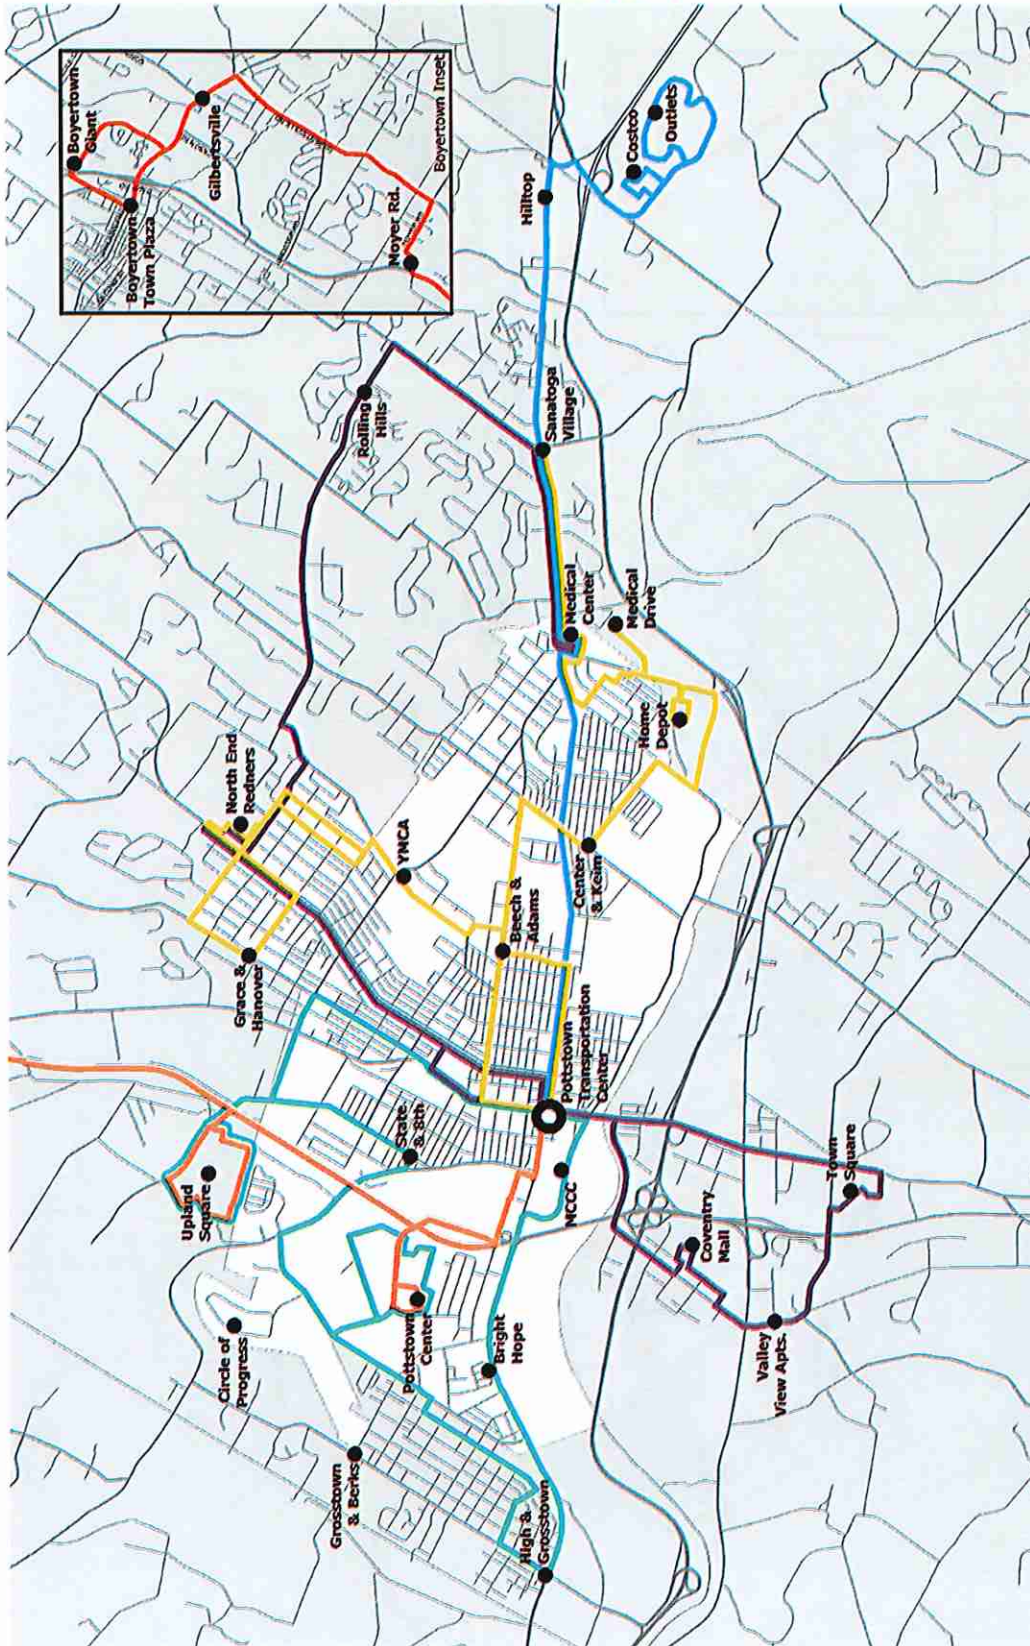 Boyertown
Giant
Boyertown
Town Plaza
Gilbertsville
Moyer Rd.
Boyertown Inset
Upland
Square
Circle of
Progress
North End
Redners
Grace &
Hanover
Grosstown
& Berks
Rolling
Hills
State
& 8th
YMCA
Pottstown
Center
Bright
Hope
Beech &
Adams
High &
Grosstown
Hilltop
Sanatoga
Village
Pottstown
Transportation
Center
MCCC
Center
& Keim
Medical
Center
Costco
Outlets
Medical
Drive
Home
Depot
Coventry
Mall
Valley
View Apts.
Town
Square